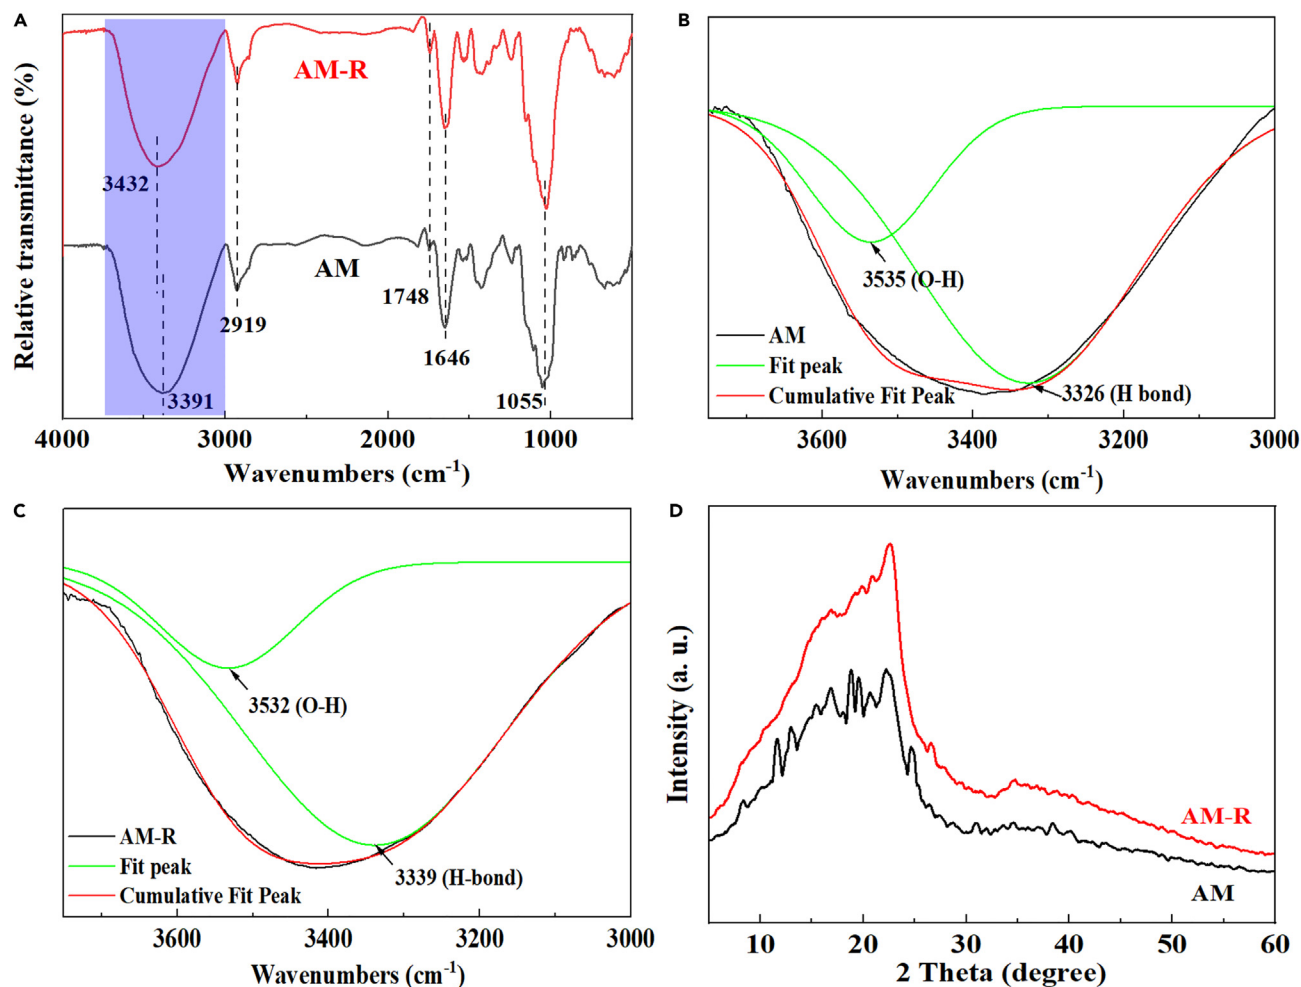 A
Relative transmittance (%)
AM-R
3432
AM
3391
2919
1748
1646
1055
4000 3000 2000 1000
Wavenumbers (cm-1)
B
3535 (O-H)
3326 (H bond)
AM
Fit peak
Cumulative Fit Peak
3600 3400 3200 3000
Wavenumbers (cm-1)
C
3532 (O-H)
3339 (H-bond)
AM-R
Fit peak
Cumulative Fit Peak
3600 3400 3200 3000
Wavenumbers (cm-1)
D
Intensity (a. u.)
AM-R
AM
10 20 30 40 50 60
2 Theta (degree)